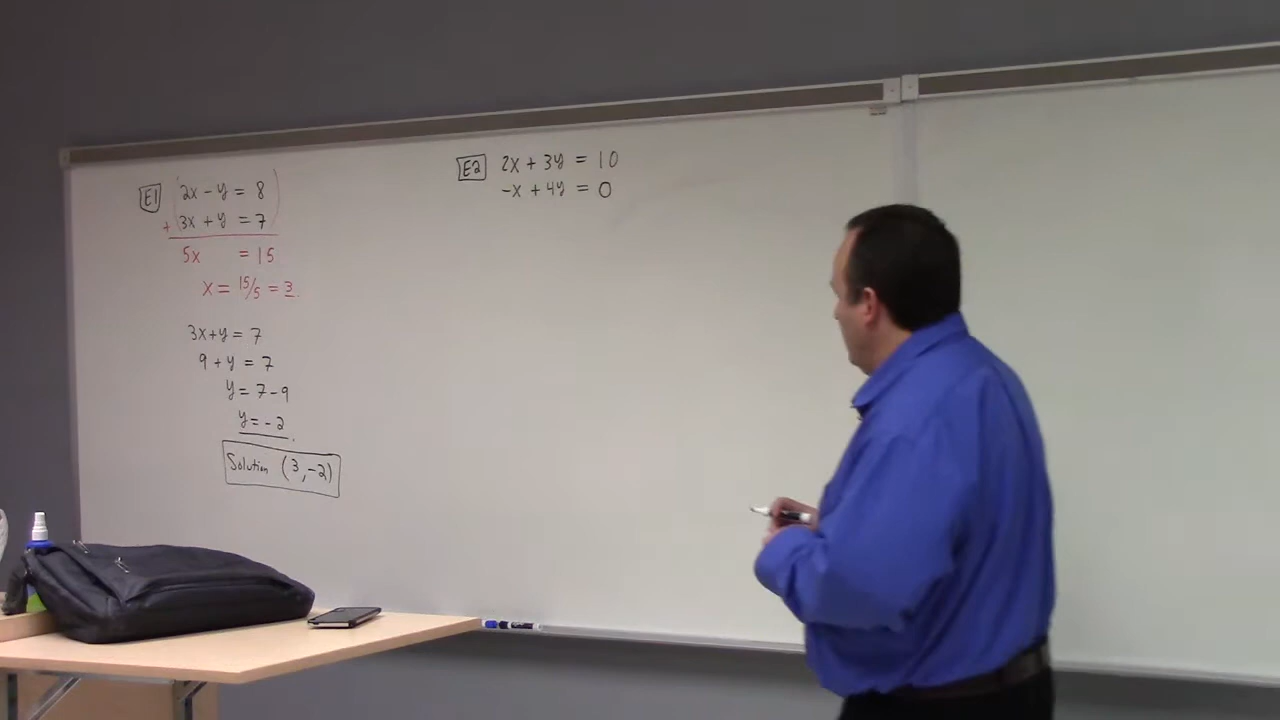 E1 2x - y = 8
+ 3x + y = 7
5x = 15
x = 15/5 = 3.
3x + y = 7
9 + y = 7
y = 7 - 9
y = -2.
Solution (3, -2)
E2 2x + 3y = 10
-x + 4y = 0